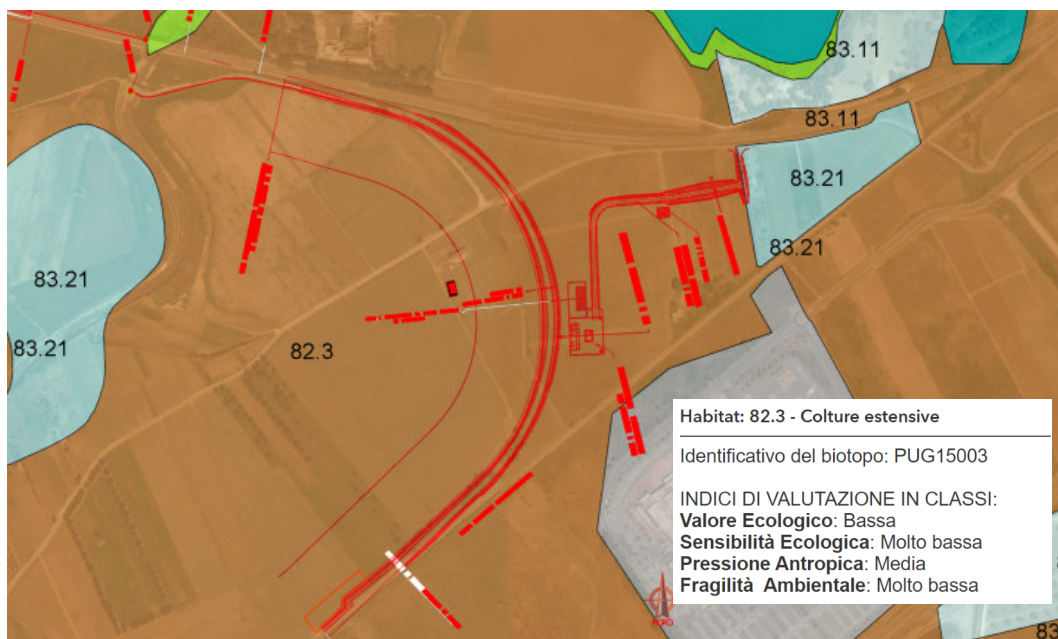 83.11
83.11
83.21
83.21
83.21
83.21
82.3
Habitat: 82.3 - Colture estensive
Identificativo del biotopo: PUG15003
INDICI DI VALUTAZIONE IN CLASSI:
Valore Ecologico: Bassa
Sensibilità Ecologica: Molto bassa
Pressione Antropica: Media
Fragilità Ambientale: Molto bassa
NORD
83